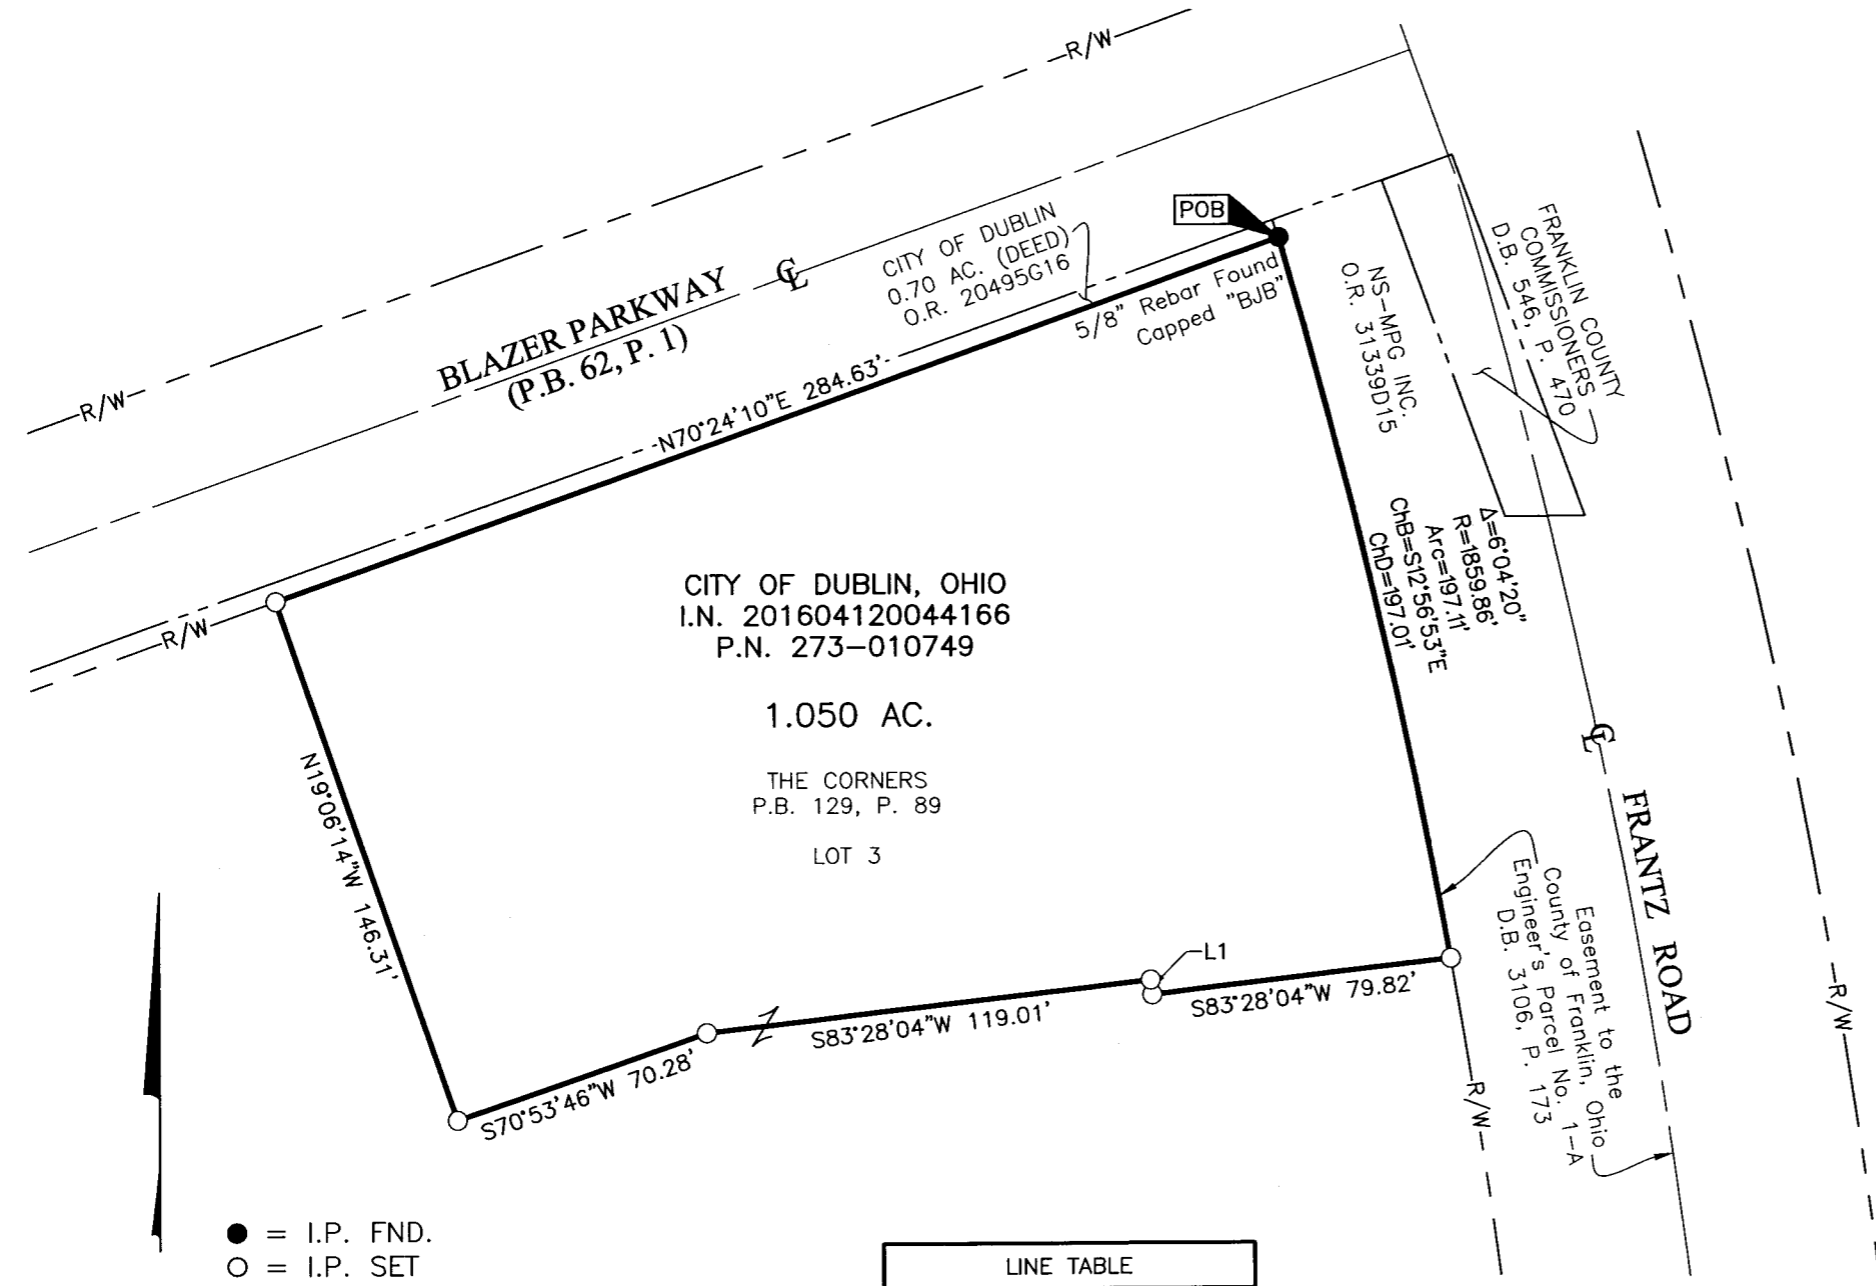 R/W
R/W
POB
CITY OF DUBLIN
0.70 AC. (DEED)
O.R. 20495G16
5/8" Rebar Found
Capped "BJB"
BLAZER PARKWAY
(P.B. 62, P. 1)
℄
N70°24'10"E 284.63'
FRANKLIN COUNTY
COMMISSIONERS
D.B. 546, P. 470
NS-MPG INC.
O.R. 31339D15
Δ=6°04'20"
R=1859.86'
Arc=197.11'
ChB=S12°56'53"E
ChD=197.01'
R/W
CITY OF DUBLIN, OHIO
I.N. 201604120044166
P.N. 273-010749
1.050 AC.
THE CORNERS
P.B. 129, P. 89
LOT 3
N19°06'14"W 146.31'
℄
FRANTZ ROAD
Easement to the
County of Franklin, Ohio
Engineer's Parcel No. 1-A
D.B. 3106, P. 173
L1
S83°28'04"W 79.82'
S83°28'04"W 119.01'
S70°53'46"W 70.28'
R/W
R/W
● = I.P. FND.
○ = I.P. SET
LINE TABLE